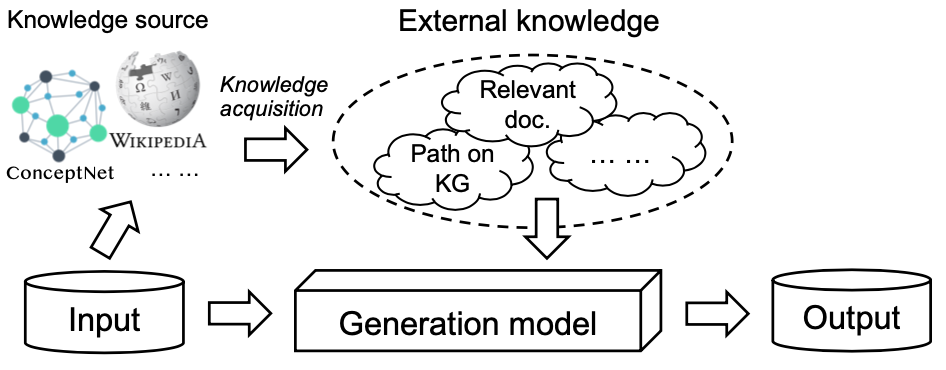 Knowledge source
External knowledge
Knowledge
acquisition
WIKIPEDIA
ConceptNet
... ...
Relevant
doc.
Path on
KG
... ...
Input
Generation model
Output